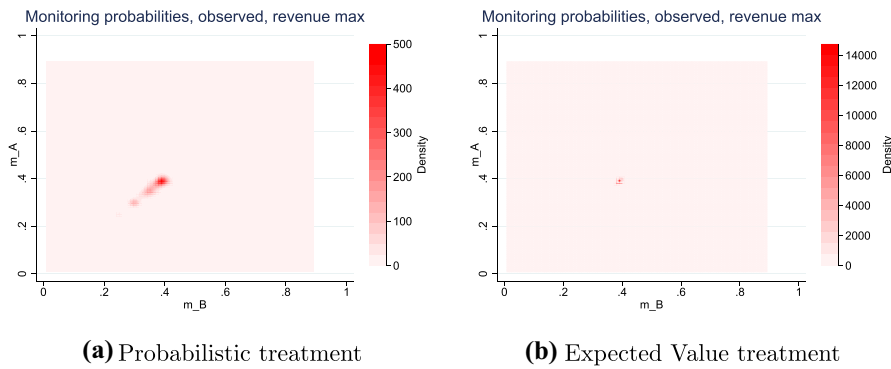 Monitoring probabilities, observed, revenue max
1
.8
.6
.4
.2
0
m_A
0 .2 .4 .6 .8 1
m_B
500
400
300
200
100
0
Density
(a) Probabilistic treatment
Monitoring probabilities, observed, revenue max
1
.8
.6
.4
.2
0
m_A
0 .2 .4 .6 .8 1
m_B
14000
12000
10000
8000
6000
4000
2000
0
Density
(b) Expected Value treatment